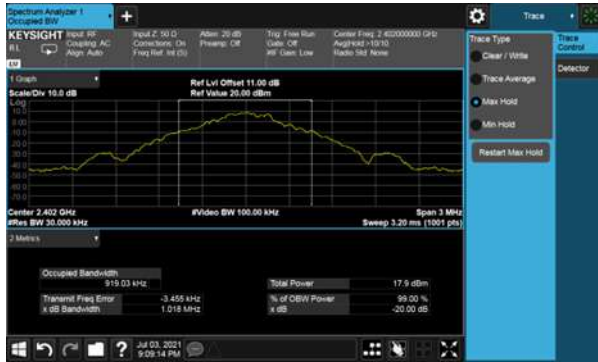 Spectrum Analyzer 1
Occupied BW
Trace
KEYSIGHT Input: RF
Coupling: AC
Align: Auto
Input Z: 50 Ω
Corrections: On
Freq Ref: Int (S)
Atten: 20 dB
Preamp: Off
Trig: Free Run
Gate: Off
#IF Gain: Low
Center Freq: 2.402000000 GHz
Avg|Hold >10/10
Radio Std: None
R L
LW
1 Graph
Scale/Div 10.0 dB
Ref Lvl Offset 11.00 dB
Ref Value 20.00 dBm
Log
Center 2.402 GHz
#Res BW 30.000 kHz
#Video BW 100.00 kHz
Span 3 MHz
Sweep 3.20 ms (1001 pts)
2 Metrics
Occupied Bandwidth
919.03 kHz
Transmit Freq Error -3.455 kHz
x dB Bandwidth 1.018 MHz
Total Power 17.9 dBm
% of OBW Power 99.00 %
x dB -20.00 dB
Jul 03, 2021
9:09:14 PM
Trace Type
Clear / Write
Trace Average
Max Hold
Min Hold
Restart Max Hold
Trace
Control
Detector